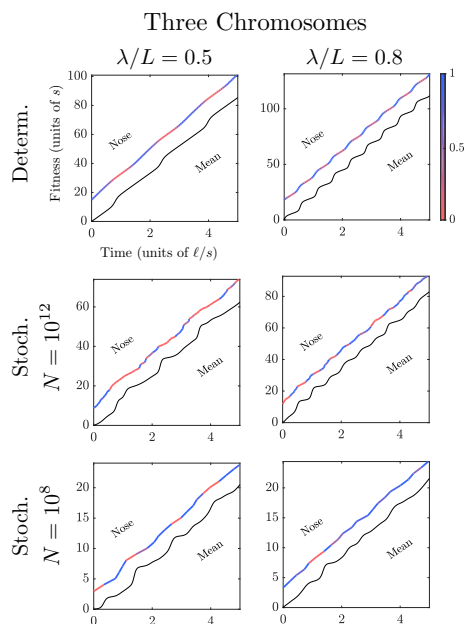 Three Chromosomes
λ/L = 0.5
λ/L = 0.8
Determ.
Fitness (units of s)
100
80
60
40
20
0
Nose
Mean
0 2 4
Time (units of ℓ/s)
100
50
0
Nose
Mean
0 2 4
1
0.5
0
Stoch.
N = 10¹²
60
40
20
0
Nose
Mean
0 2 4
80
60
40
20
0
Nose
Mean
0 2 4
Stoch.
N = 10⁸
20
15
10
5
0
Nose
Mean
0 2 4
20
15
10
5
0
Nose
Mean
0 2 4